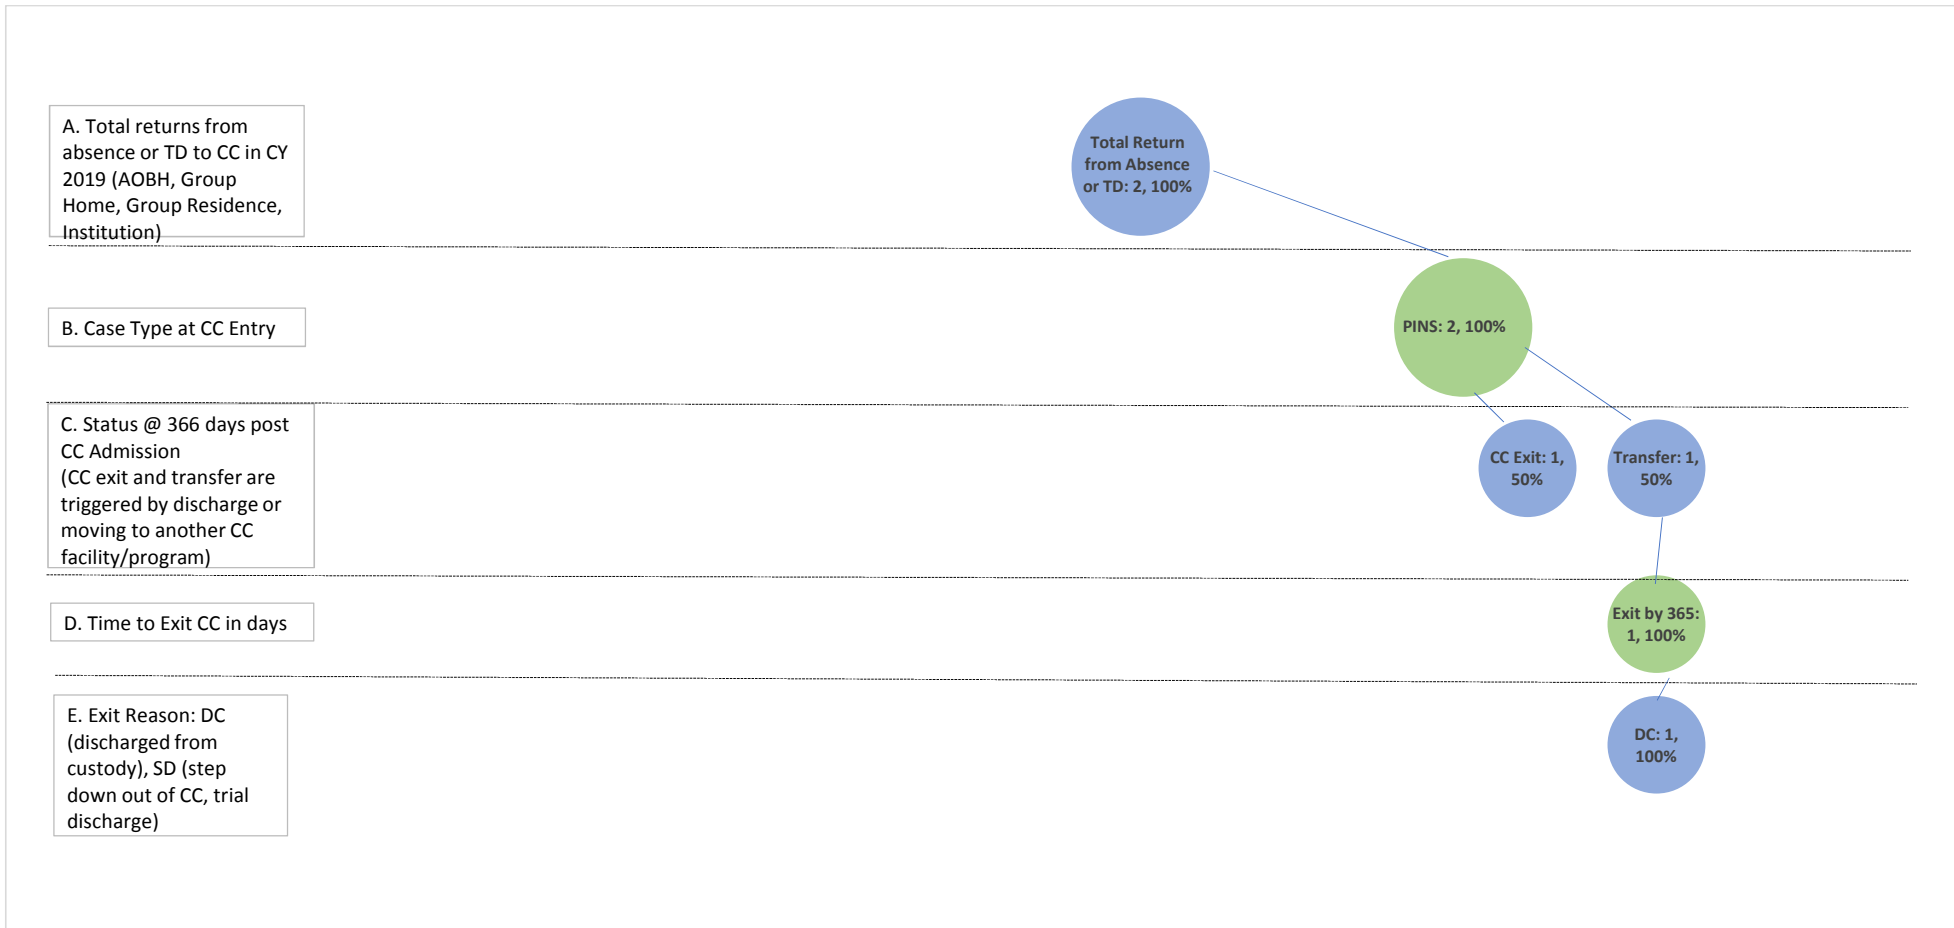 A. Total returns from
absence or TD to CC in CY
2019 (AOBH, Group
Home, Group Residence,
Institution)
Total Return
from Absence
or TD: 2, 100%
B. Case Type at CC Entry
PINS: 2, 100%
C. Status @ 366 days post
CC Admission
(CC exit and transfer are
triggered by discharge or
moving to another CC
facility/program)
CC Exit: 1,
50%
Transfer: 1,
50%
D. Time to Exit CC in days
Exit by 365:
1, 100%
E. Exit Reason: DC
(discharged from
custody), SD (step
down out of CC, trial
discharge)
DC: 1,
100%